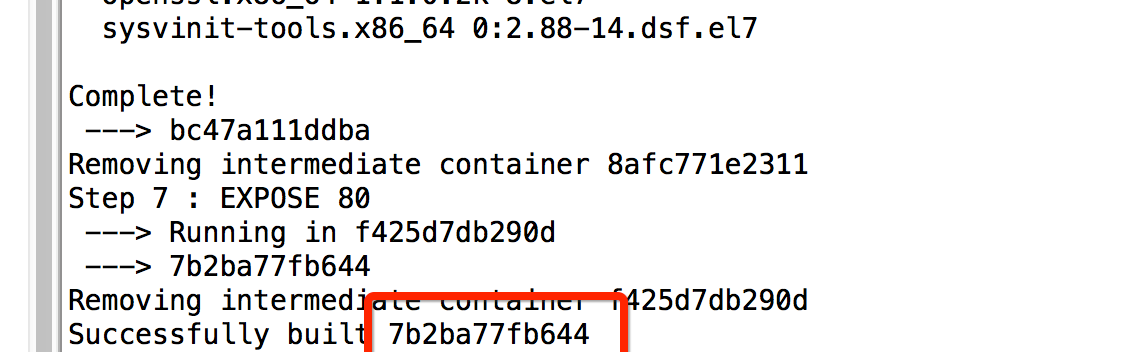 sysvinit-tools.x86_64 0:2.88-14.dsf.el7
Complete!
---> bc47a111ddba
Removing intermediate container 8afc771e2311
Step 7 : EXPOSE 80
---> Running in f425d7db290d
---> 7b2ba77fb644
Removing intermediate container f425d7db290d
Successfully built 7b2ba77fb644